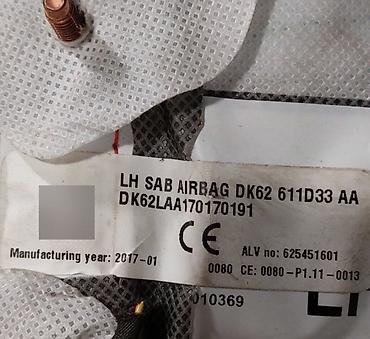 LH SAB AIRBAG DK62 611D33 AA
DK62LAA170170191
CE
ALV no: 625451601
Manufacturing year: 2017-01
0080 CE: 0080-P1.11-0013
010369